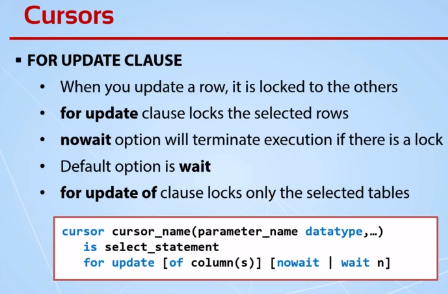 Cursors
▪ FOR UPDATE CLAUSE
• When you update a row, it is locked to the others
• for update clause locks the selected rows
• nowait option will terminate execution if there is a lock
• Default option is wait
• for update of clause locks only the selected tables
cursor cursor_name(parameter_name datatype,…)
is select_statement
for update [of column(s)] [nowait | wait n]